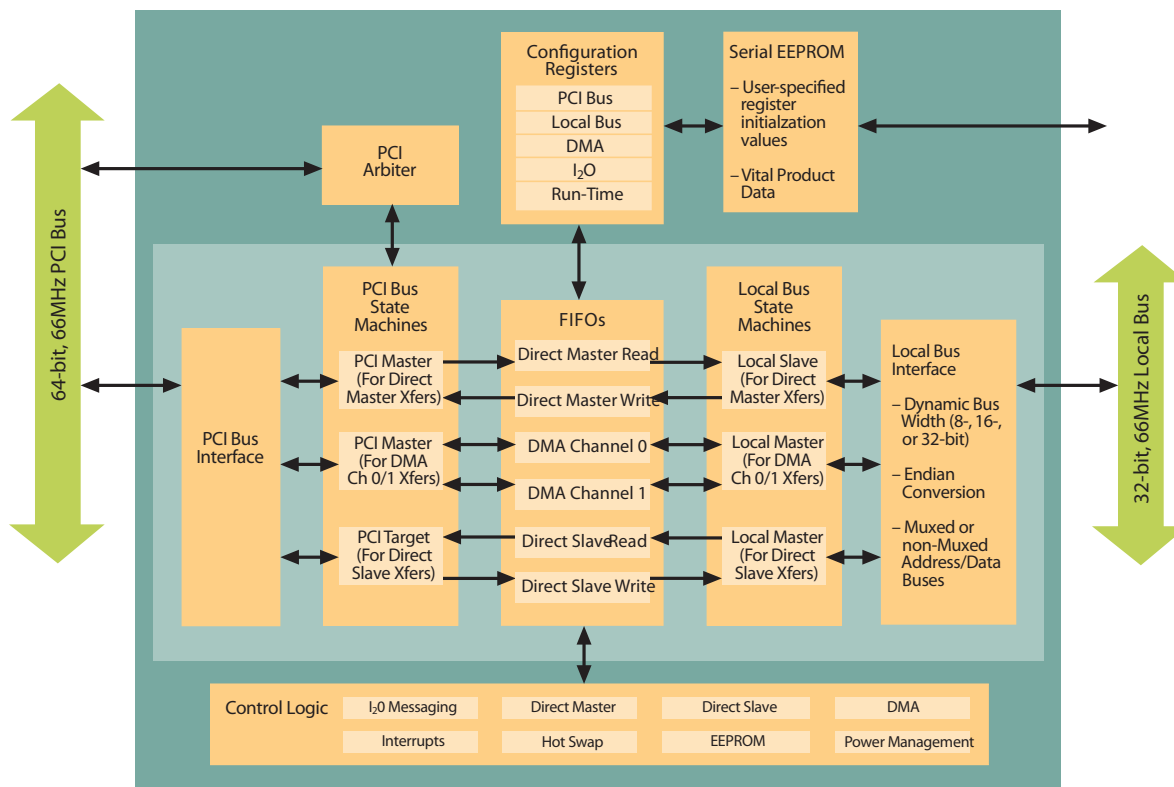 64-bit, 66MHz PCI Bus
PCI
Arbiter
Configuration
Registers
PCI Bus
Local Bus
DMA
I₂O
Run-Time
Serial EEPROM
– User-specified
register
initialzation
values
– Vital Product
Data
PCI Bus
Interface
PCI Bus
State
Machines
PCI Master
(For Direct
Master Xfers)
PCI Master
(For DMA
Ch 0/1 Xfers)
PCI Target
(For Direct
Slave Xfers)
FIFOs
Direct Master Read
Direct Master Write
DMA Channel 0
DMA Channel 1
Direct Slave Read
Direct Slave Write
Local Bus
State
Machines
Local Slave
(For Direct
Master Xfers)
Local Master
(For DMA
Ch 0/1 Xfers)
Local Master
(For Direct
Slave Xfers)
Local Bus
Interface
– Dynamic Bus
Width (8-, 16-,
or 32-bit)
– Endian
Conversion
– Muxed or
non-Muxed
Address/Data
Buses
32-bit, 66MHz Local Bus
Control Logic
I₂0 Messaging
Direct Master
Direct Slave
DMA
Interrupts
Hot Swap
EEPROM
Power Management